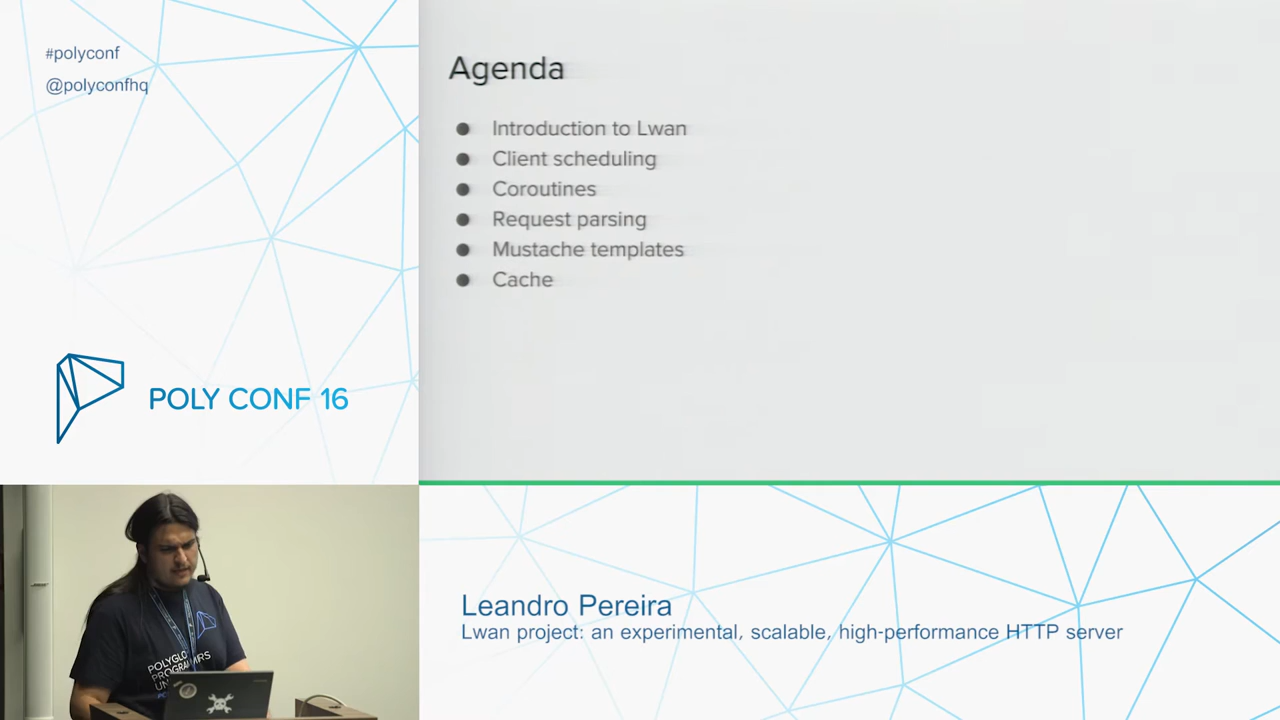 #polyconf
@polyconfhq
POLY CONF 16
Agenda
● Introduction to Lwan
● Client scheduling
● Coroutines
● Request parsing
● Mustache templates
● Cache
Leandro Pereira
Lwan project: an experimental, scalable, high-performance HTTP server